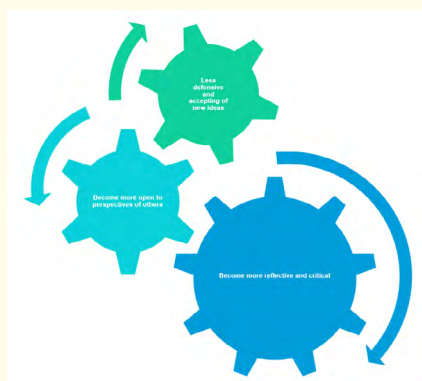 Less
defensive
and
accepting of
new ideas
Become more open to
perspectives of others
Become more reflective and critical